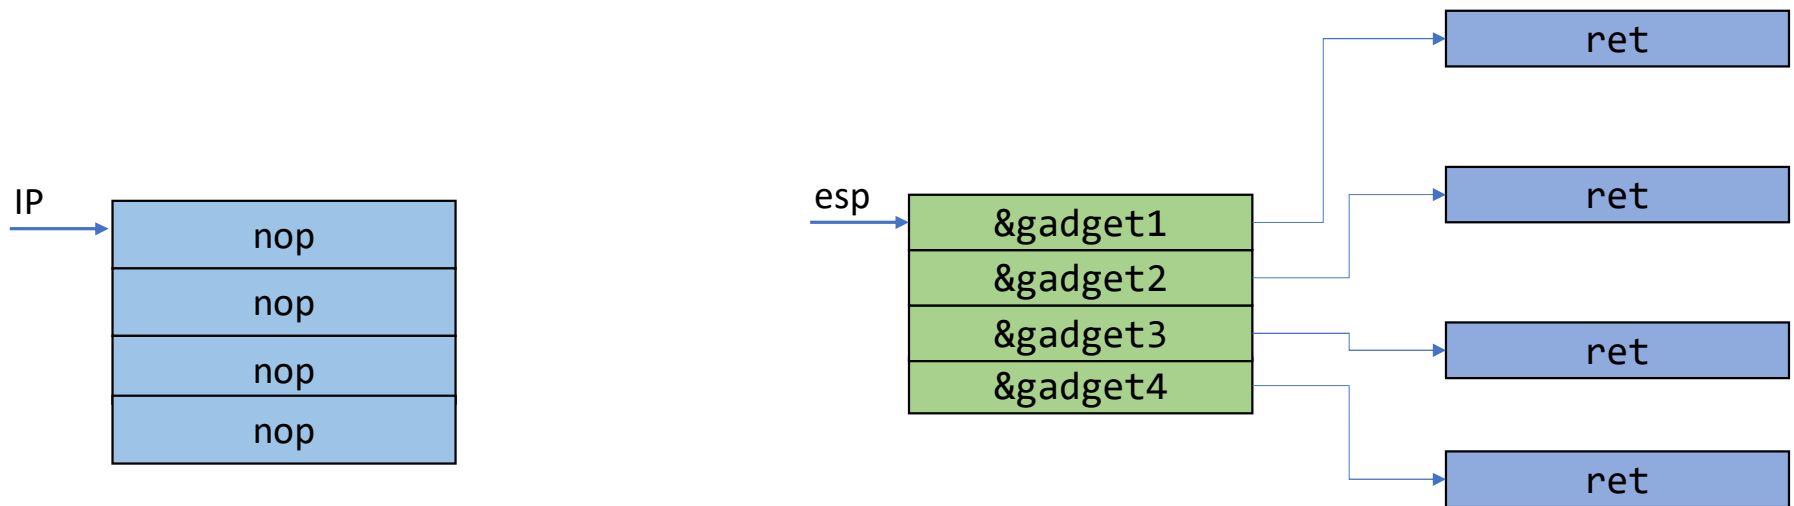 IP
nop
nop
nop
nop
esp
&gadget1
&gadget2
&gadget3
&gadget4
ret
ret
ret
ret